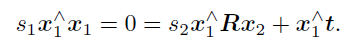 s₁x₁^∧x₁ = 0 = s₂x₁^∧Rx₂ + x₁^∧t.